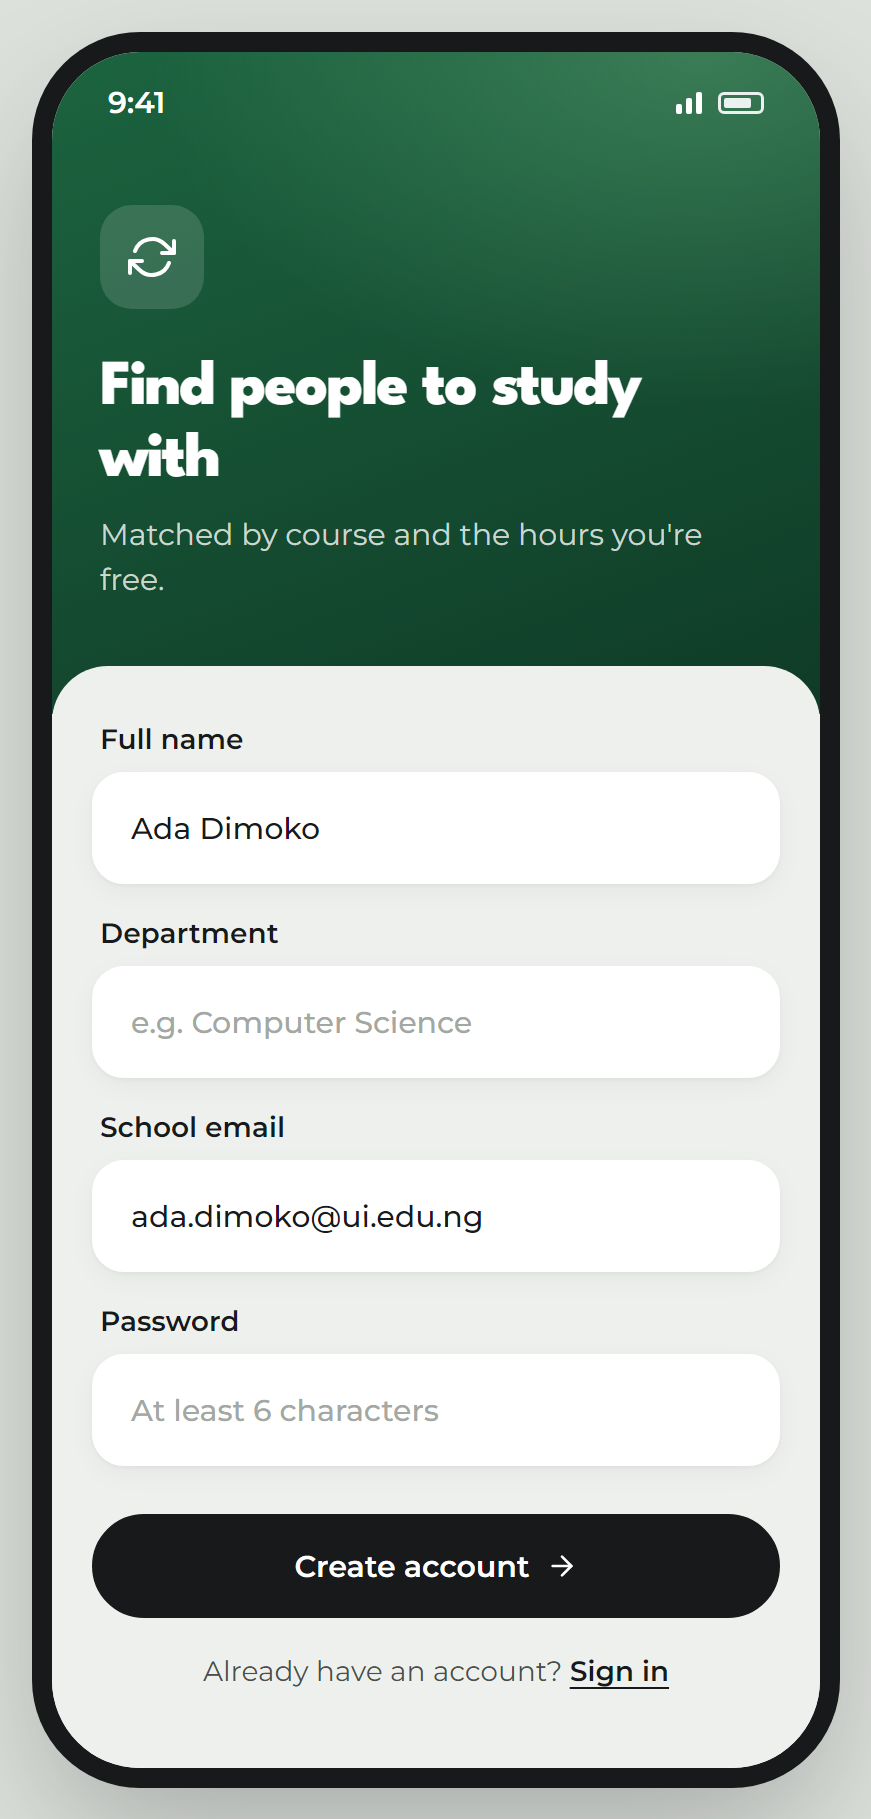 9:41
Find people to study
with
Matched by course and the hours you're
free.
Full name
Ada Dimoko
Department
e.g. Computer Science
School email
ada.dimoko@ui.edu.ng
Password
At least 6 characters
Create account →
Already have an account? Sign in